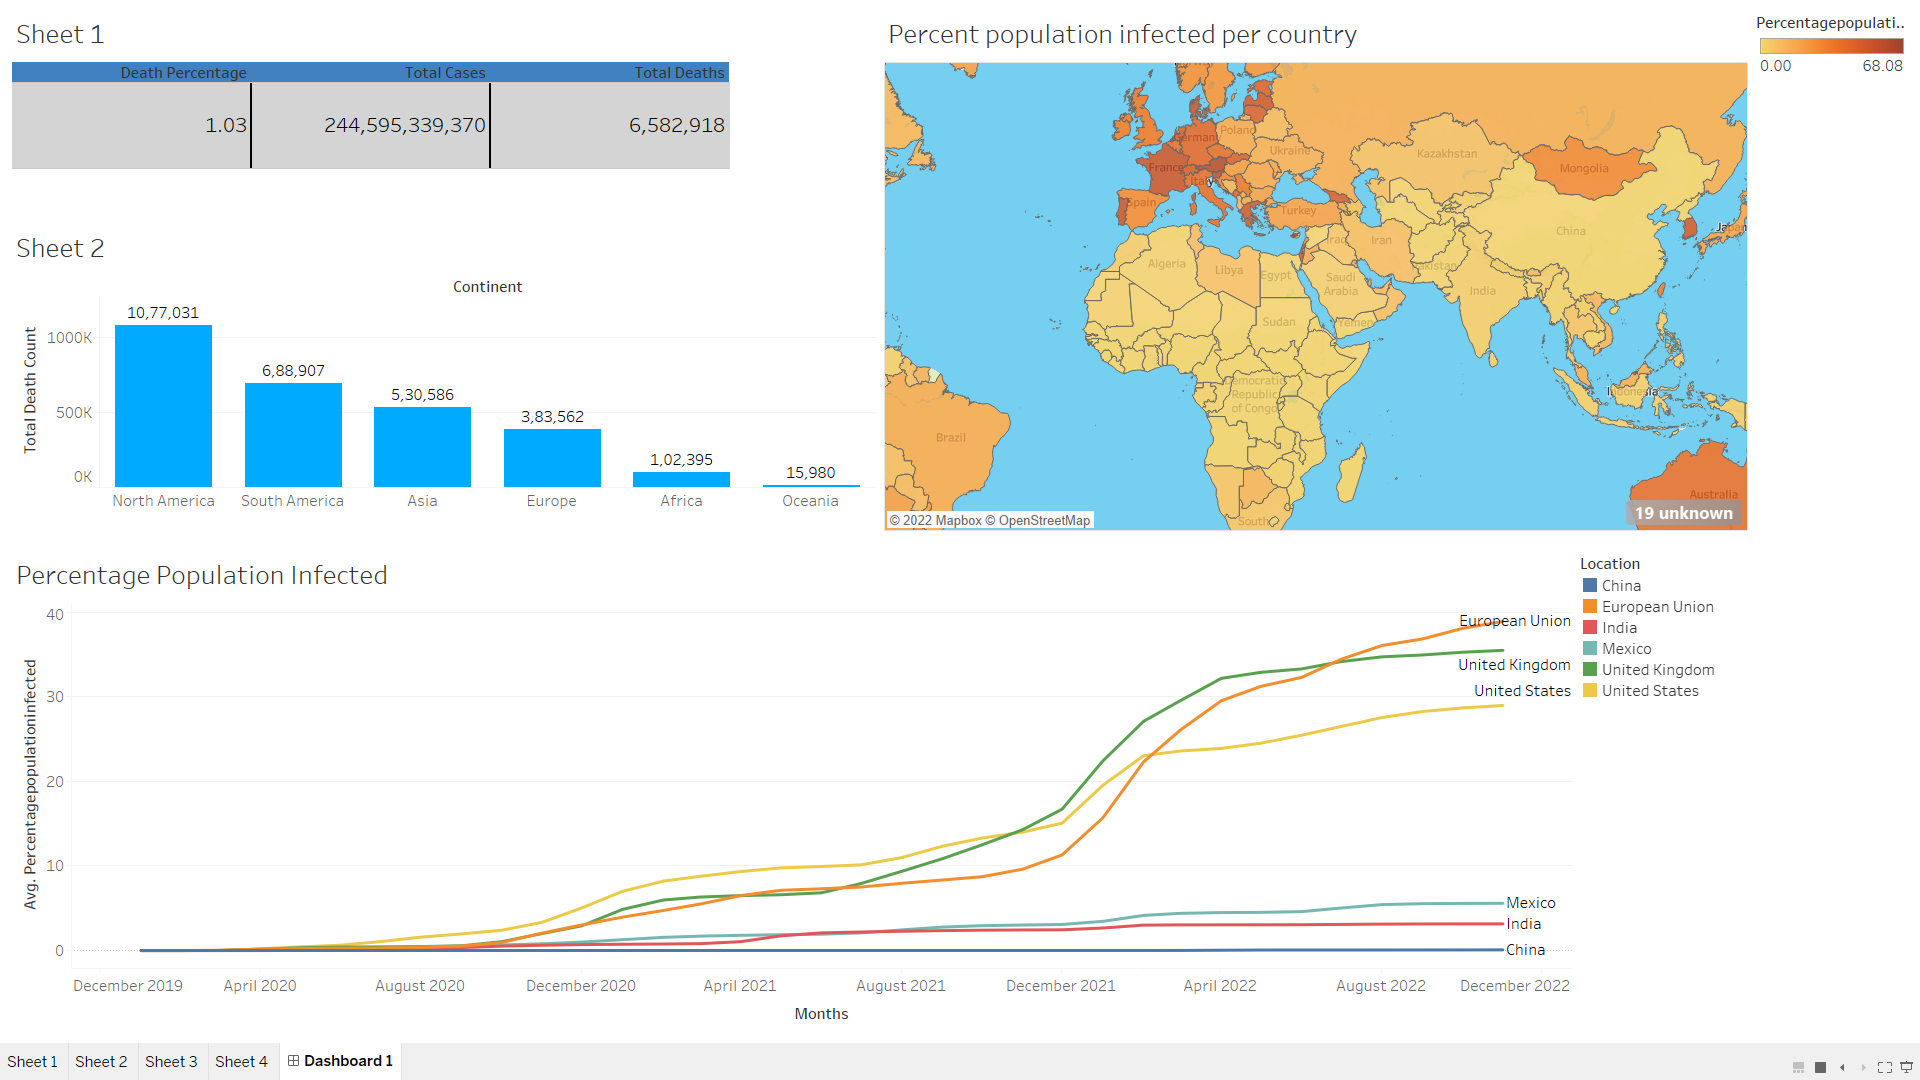 Sheet 1
Death Percentage Total Cases Total Deaths
1.03 244,595,339,370 6,582,918
Sheet 2
Continent
Total Death Count
1000K
500K
0K
10,77,031
6,88,907
5,30,586
3,83,562
1,02,395
15,980
North America South America Asia Europe Africa Oceania
Percent population infected per country
Percentagepopulati..
0.00 68.08
Poland
Germany
Ukraine
Kazakhstan
France
Mongolia
Italy
Spain
Turkey
Japan
China
Iraq
Iran
Algeria
Libya
Egypt
Pakistan
Saudi
Arabia
India
Sudan
Yemen
Democratic
Republic
of Congo
Indonesia
Brazil
Australia
South
© 2022 Mapbox © OpenStreetMap
19 unknown
Percentage Population Infected
Avg. Percentagepopulationinfected
40
30
20
10
0
European Union
United Kingdom
United States
Mexico
India
China
December 2019 April 2020 August 2020 December 2020 April 2021 August 2021 December 2021 April 2022 August 2022 December 2022
Months
Location
China
European Union
India
Mexico
United Kingdom
United States
Sheet 1 Sheet 2 Sheet 3 Sheet 4 Dashboard 1